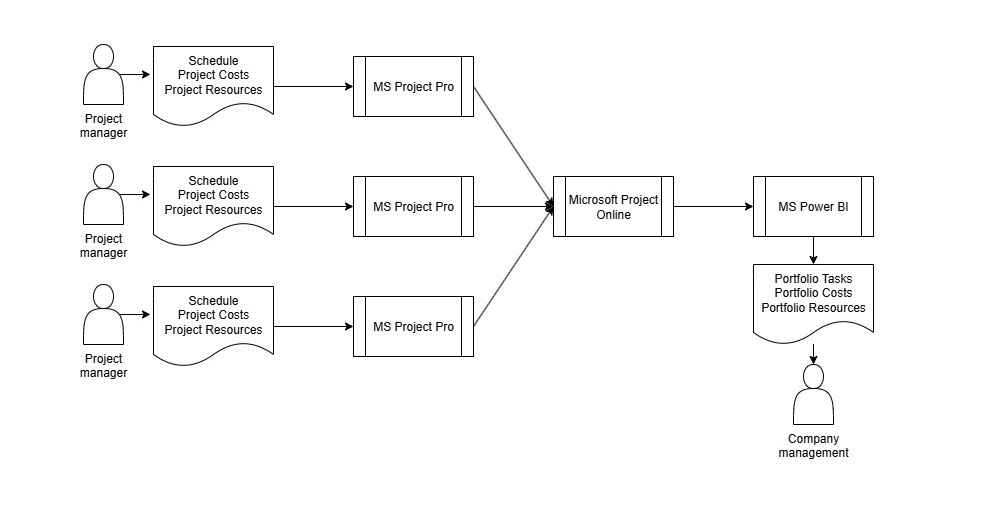 Schedule
Project Costs
Project Resources
MS Project Pro
Project
manager
Schedule
Project Costs
Project Resources
MS Project Pro
Microsoft Project
Online
MS Power BI
Project
manager
Portfolio Tasks
Portfolio Costs
Portfolio Resources
Schedule
Project Costs
Project Resources
MS Project Pro
Project
manager
Company
management